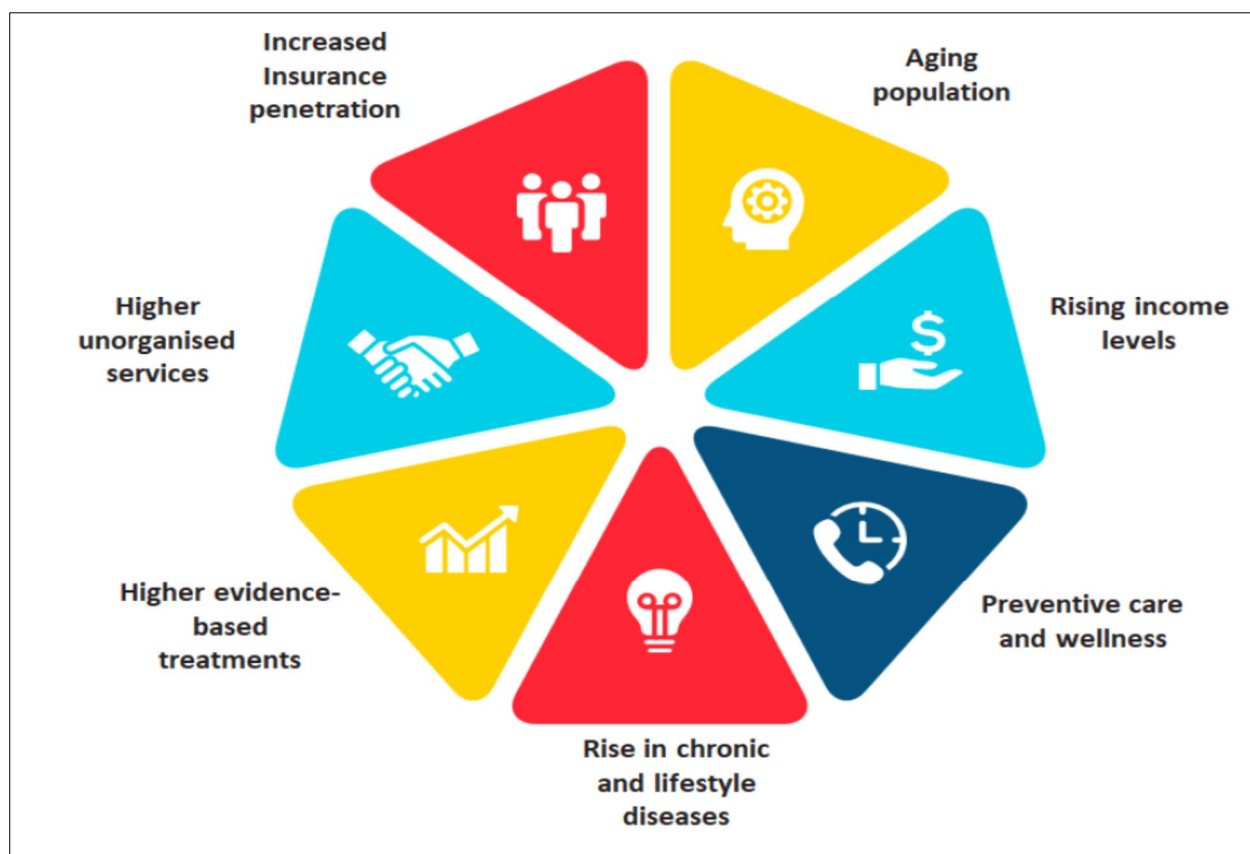 Increased
Insurance
penetration
Aging
population
Higher
unorganised
services
Rising income
levels
Higher evidence-
based
treatments
Preventive care
and wellness
Rise in chronic
and lifestyle
diseases
$